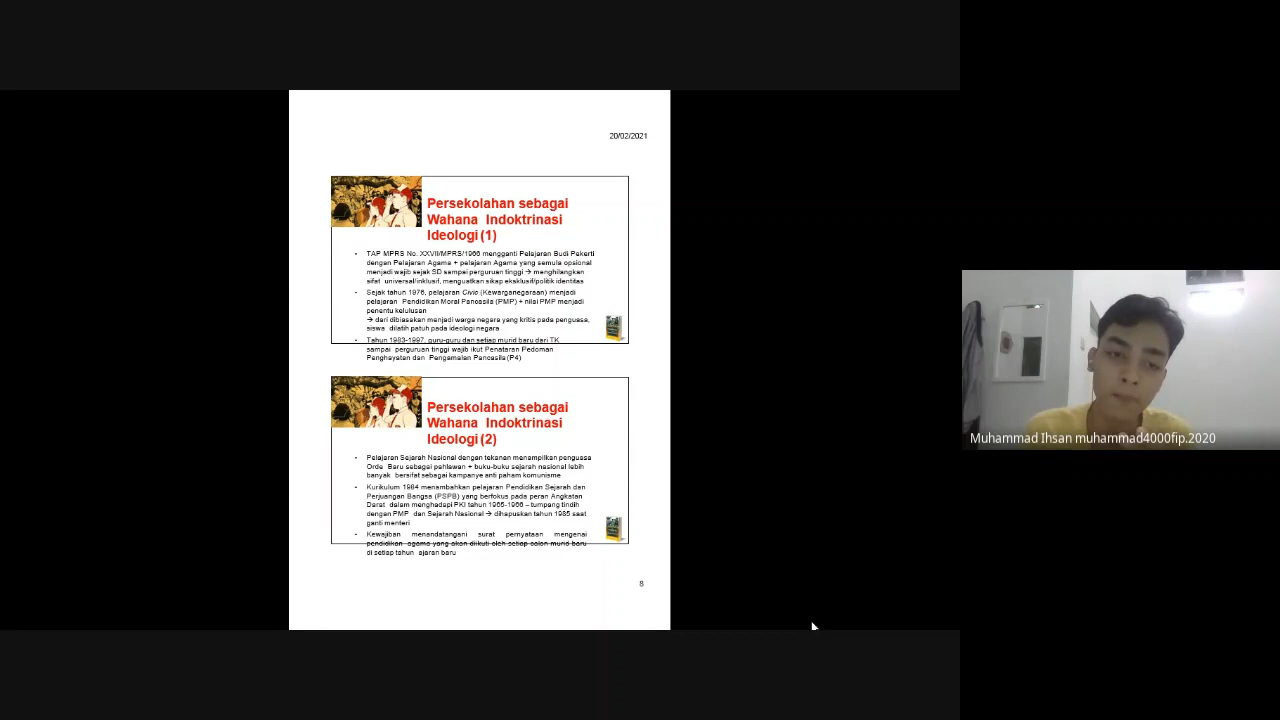 20/02/2021
Persekolahan sebagai
Wahana Indoktrinasi
Ideologi (1)
• TAP MPRS No. XXVII/MPRS/1966 mengganti Pelajaran Budi Pekerti
dengan Pelajaran Agama + pelajaran Agama yang semula opsional
menjadi wajib sejak SD sampai perguruan tinggi → menghilangkan
sifat universal/inklusif, menguatkan sikap eksklusif/politik identitas
• Sejak tahun 1976, pelajaran Civic (Kewarganegaraan) menjadi
pelajaran Pendidikan Moral Pancasila (PMP) + nilai PMP menjadi
penentu kelulusan
→ dari dibiasakan menjadi warga negara yang kritis pada penguasa,
siswa dilatih patuh pada ideologi negara
• Tahun 1983-1997, guru-guru dan setiap murid baru dari TK
sampai perguruan tinggi wajib ikut Penataran Pedoman
Penghayatan dan Pengamalan Pancasila (P4)
Persekolahan sebagai
Wahana Indoktrinasi
Ideologi (2)
• Pelajaran Sejarah Nasional dengan tekanan menampilkan penguasa
Orde Baru sebagai pahlawan + buku-buku sejarah nasional lebih
banyak bersifat sebagai kampanye anti paham komunisme
• Kurikulum 1984 menambahkan pelajaran Pendidikan Sejarah dan
Perjuangan Bangsa (PSPB) yang berfokus pada peran Angkatan
Darat dalam menghadapi PKI tahun 1965-1966 – tumpang tindih
dengan PMP dan Sejarah Nasional → dihapuskan tahun 1985 saat
ganti menteri
• Kewajiban menandatangani surat pernyataan mengenai
pendidikan agama yang akan diikuti oleh setiap calon murid baru
di setiap tahun ajaran baru
8
Muhammad Ihsan muhammad4000fip.2020